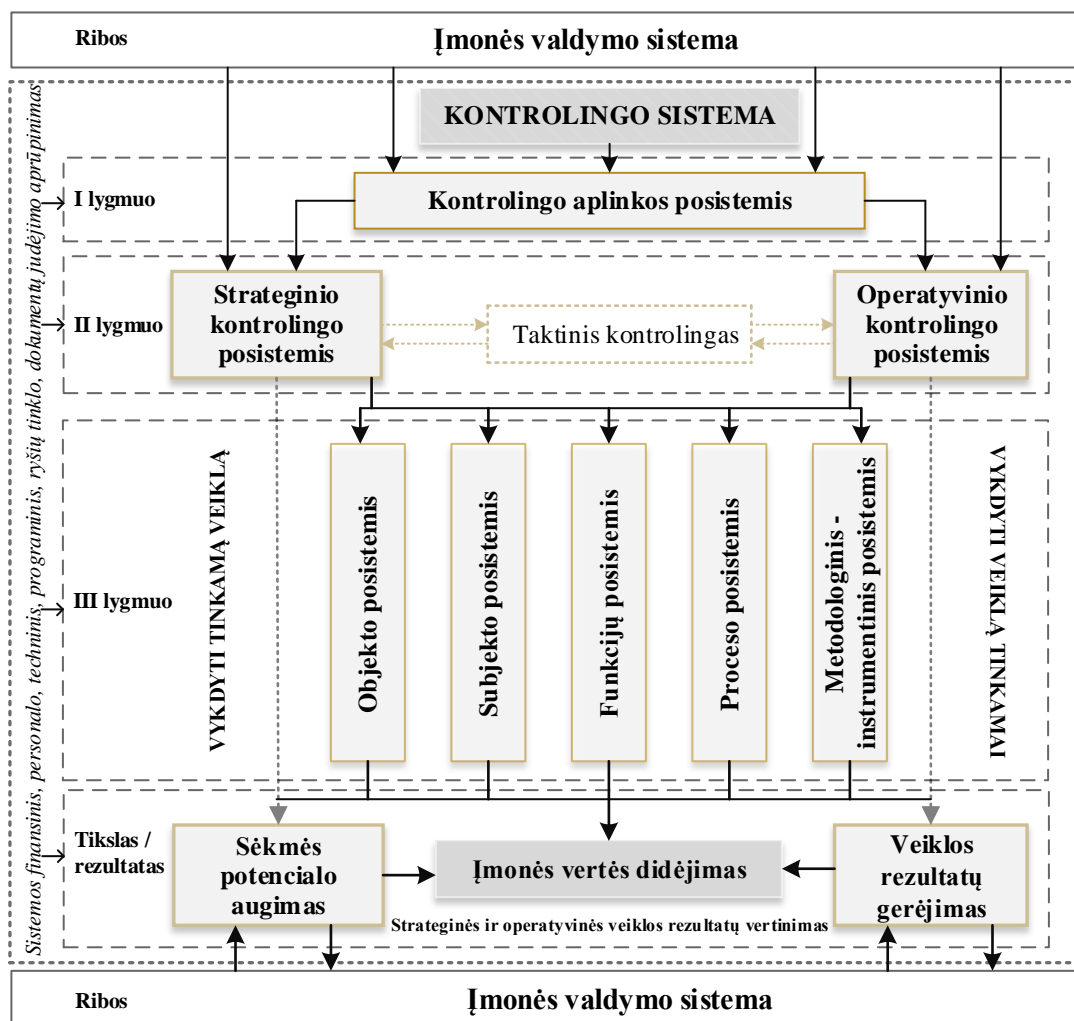 Ribos
Įmonės valdymo sistema
Sistemos finansinis, personalo, techninis, programinis, ryšių tinklo, dokumentų judėjimo aprūpinimas
KONTROLINGO SISTEMA
I lygmuo
Kontrolingo aplinkos posistemis
II lygmuo
Strateginio
kontrolingo
posistemis
Taktinis kontrolingas
Operatyvinio
kontrolingo
posistemis
III lygmuo
VYKDYTI TINKAMĄ VEIKLĄ
Objekto posistemis
Subjekto posistemis
Funkcijų posistemis
Proceso posistemis
Metodologinis -
instrumentinis posistemis
VYKDYTI VEIKLĄ TINKAMAI
Tikslas /
rezultatas
Sėkmės
potencialo
augimas
Įmonės vertės didėjimas
Veiklos
rezultatų
gerėjimas
Strateginės ir operatyvinės veiklos rezultatų vertinimas
Ribos
Įmonės valdymo sistema